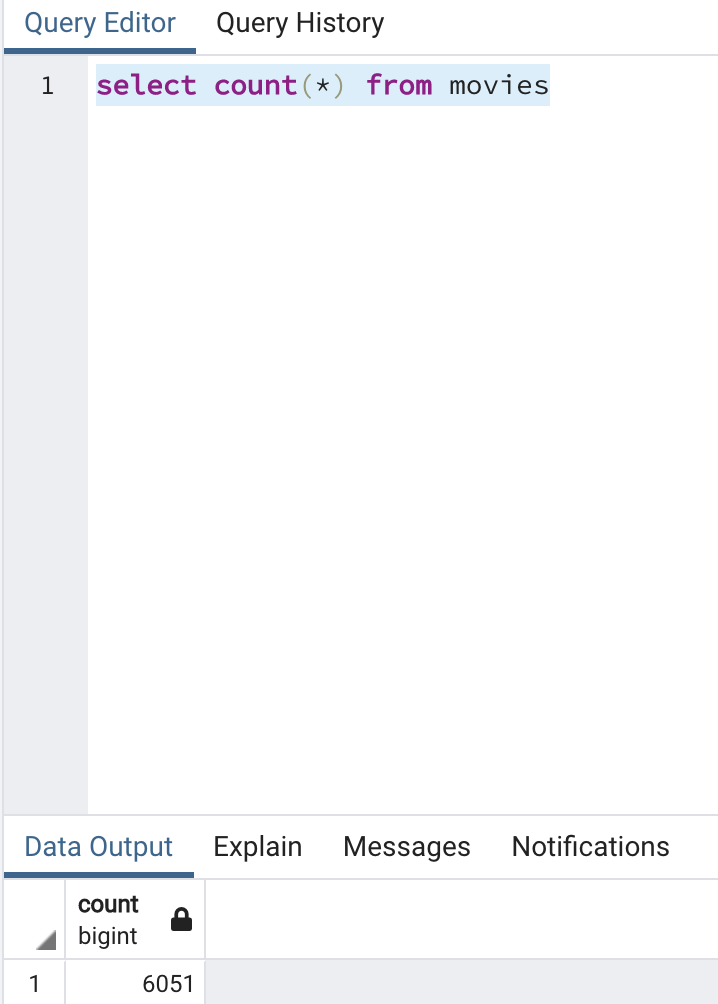 Query Editor Query History
1 select count(*) from movies
Data Output Explain Messages Notifications
count
bigint
1 6051